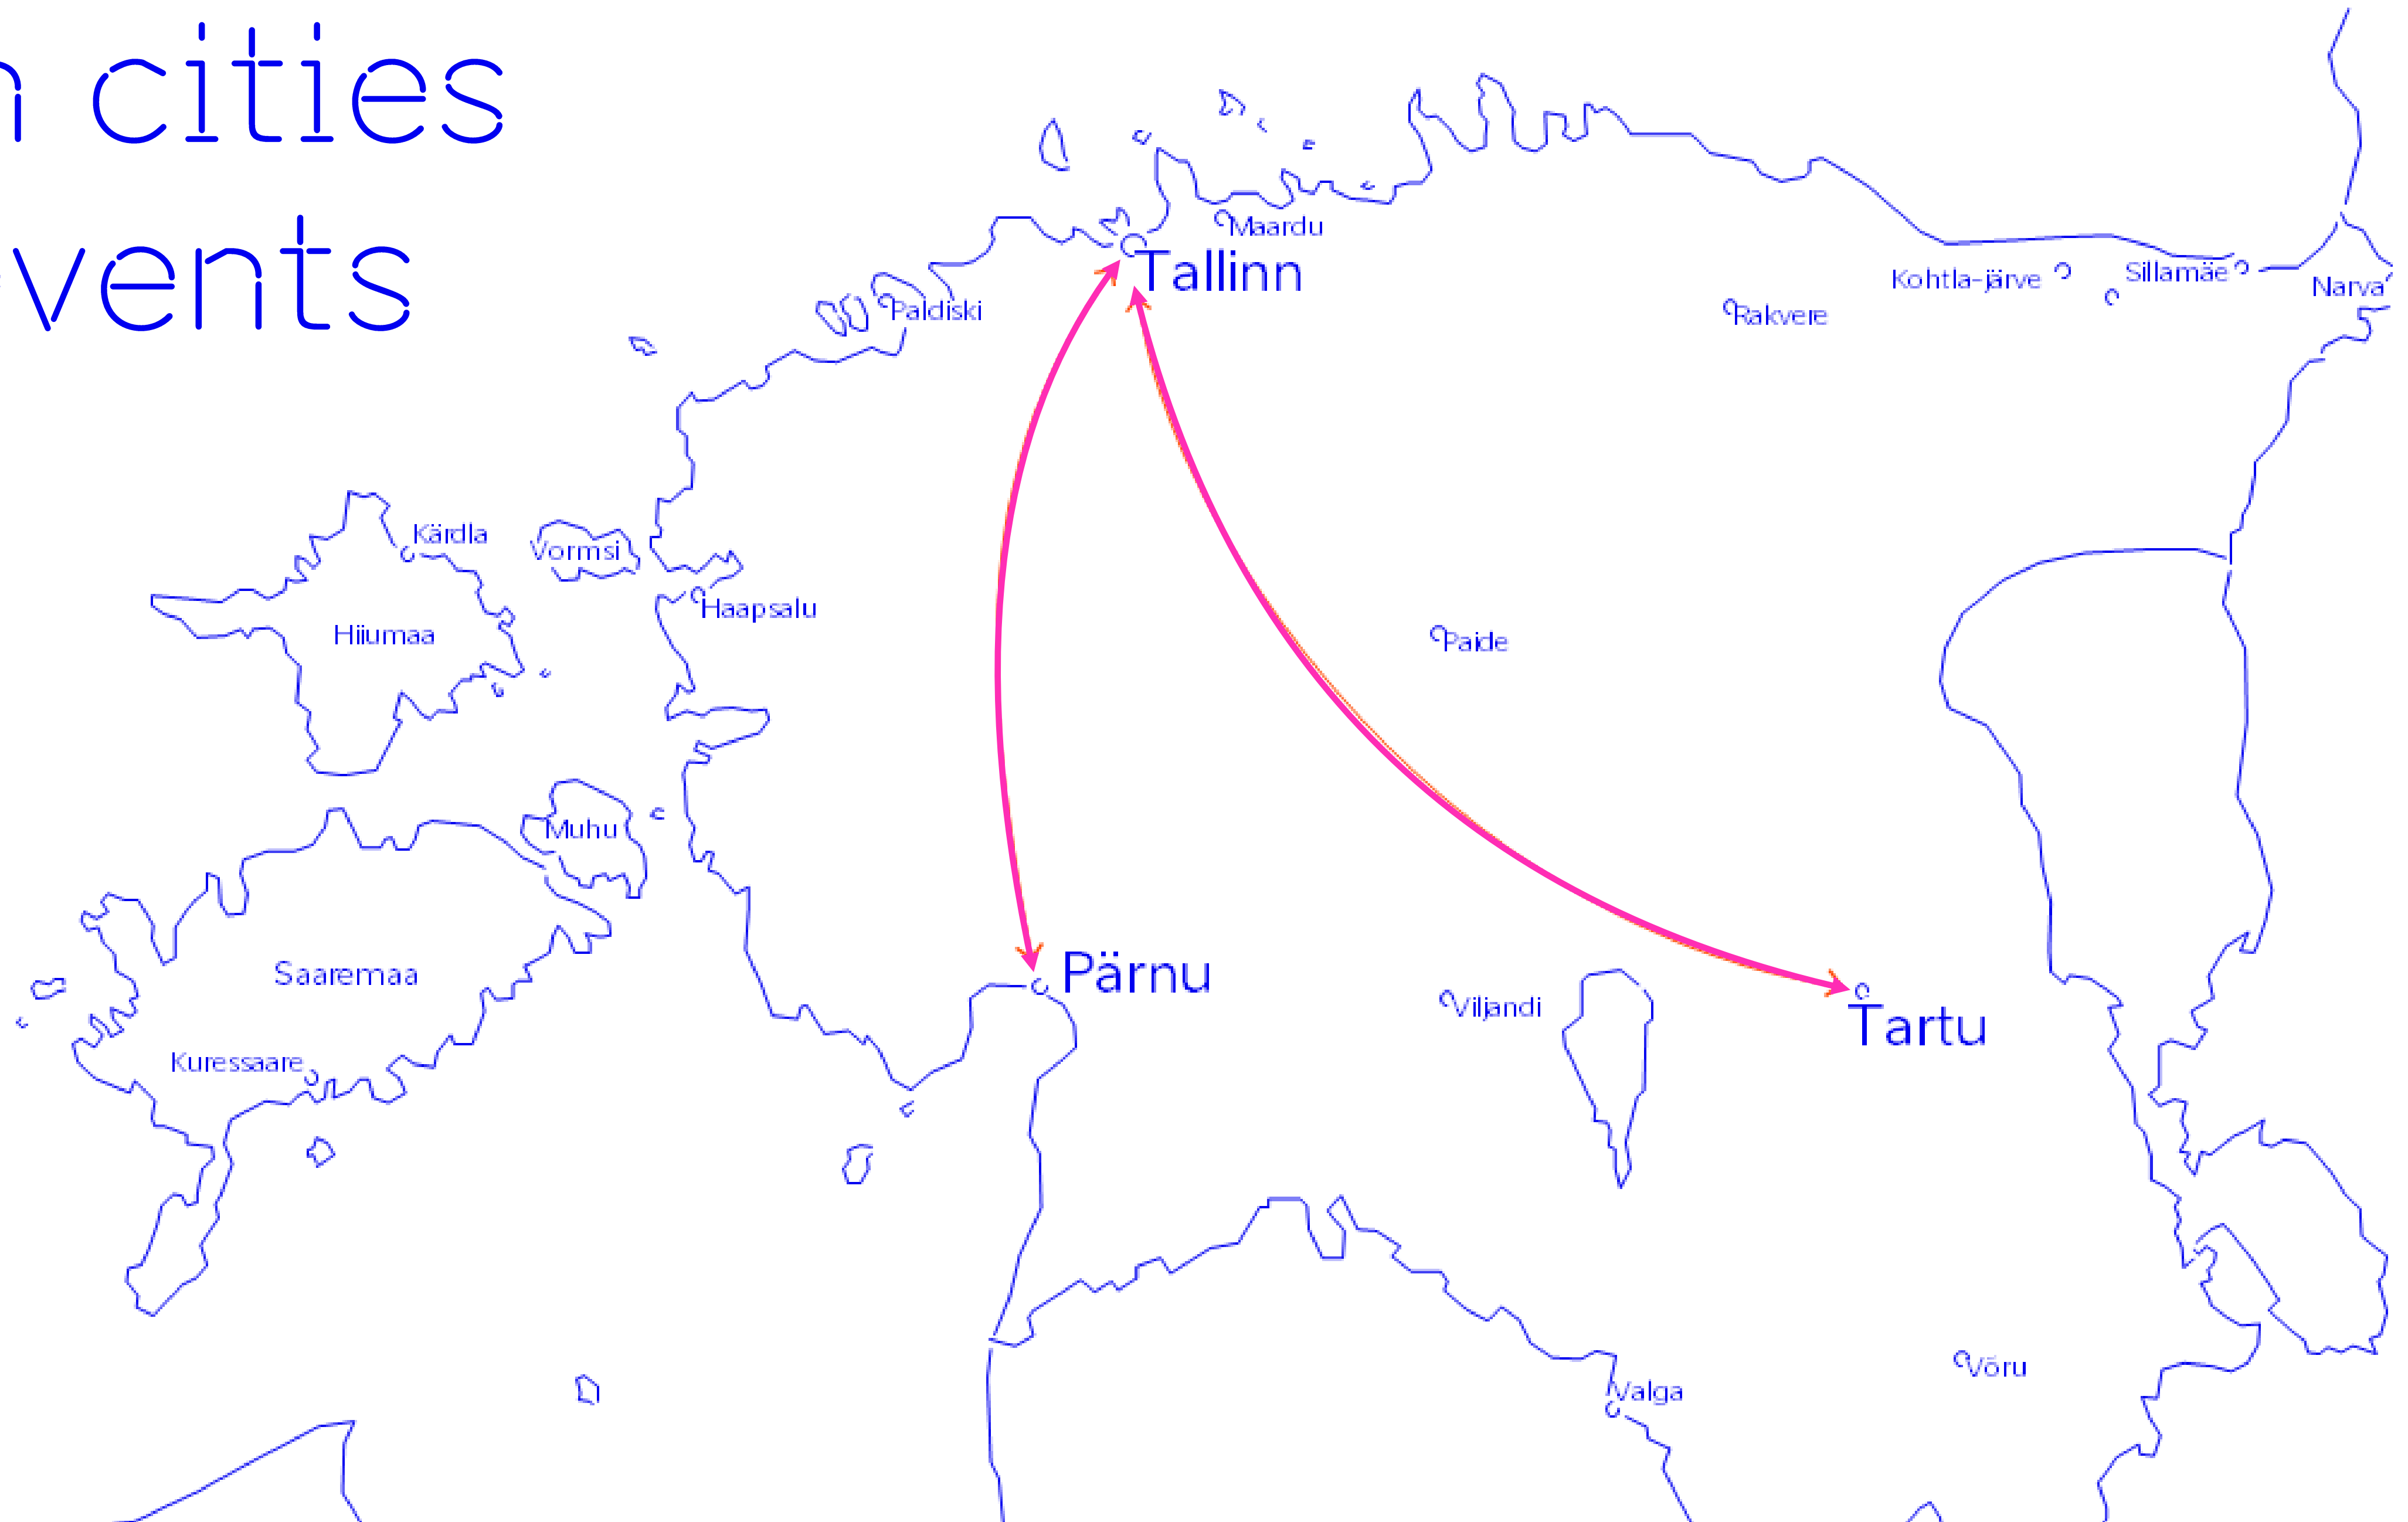 n cities
vents
Maardu
Tallinn
Kohtla-järve
Sillamäe
Narva
Paldiski
Rakvere
Kärdla
Vormsi
Haapsalu
Hiiumaa
Paide
Muhu
Saaremaa
Pärnu
Viljandi
Tartu
Kuressaare
Võru
Valga